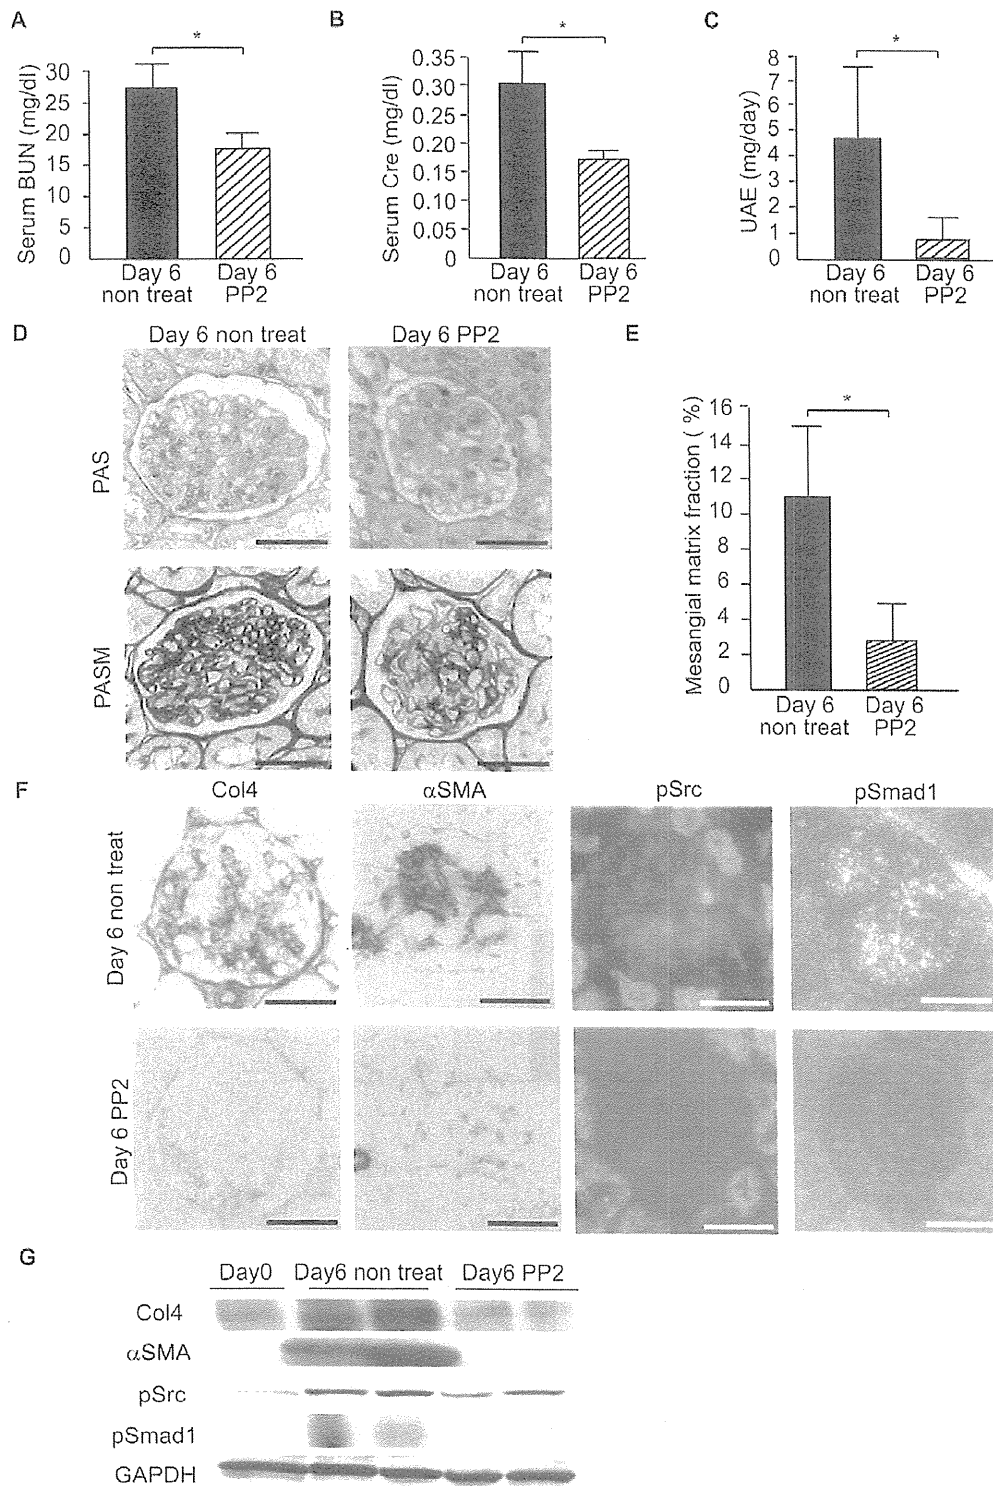 A
B
C
*
*
*
Serum BUN (mg/dl)
30
25
20
15
10
5
0
Day 6
non treat
Day 6
PP2
Serum Cre (mg/dl)
0.35
0.30
0.25
0.20
0.15
0.10
0.05
0
Day 6
non treat
Day 6
PP2
UAE (mg/day)
8
7
6
5
4
3
2
1
0
Day 6
non treat
Day 6
PP2
D
Day 6 non treat
Day 6 PP2
PAS
PASM
E
*
Mesangial matrix fraction ( %)
16
14
12
10
8
6
4
2
0
Day 6
non treat
Day 6
PP2
F
Col4
αSMA
pSrc
pSmad1
Day 6 non treat
Day 6 PP2
G
Day0
Day6 non treat
Day6 PP2
Col4
αSMA
pSrc
pSmad1
GAPDH